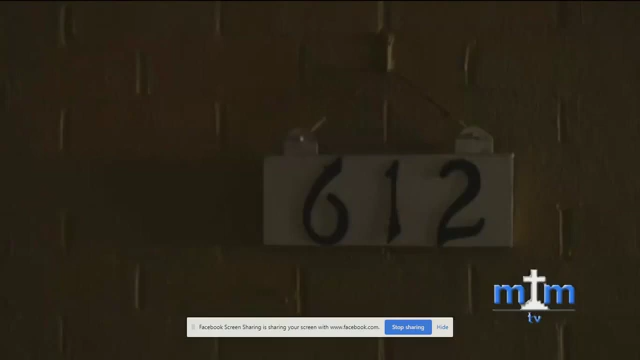 612
mtm
tv
Facebook Screen Sharing is sharing your screen with www.facebook.com.
Stop sharing
Hide